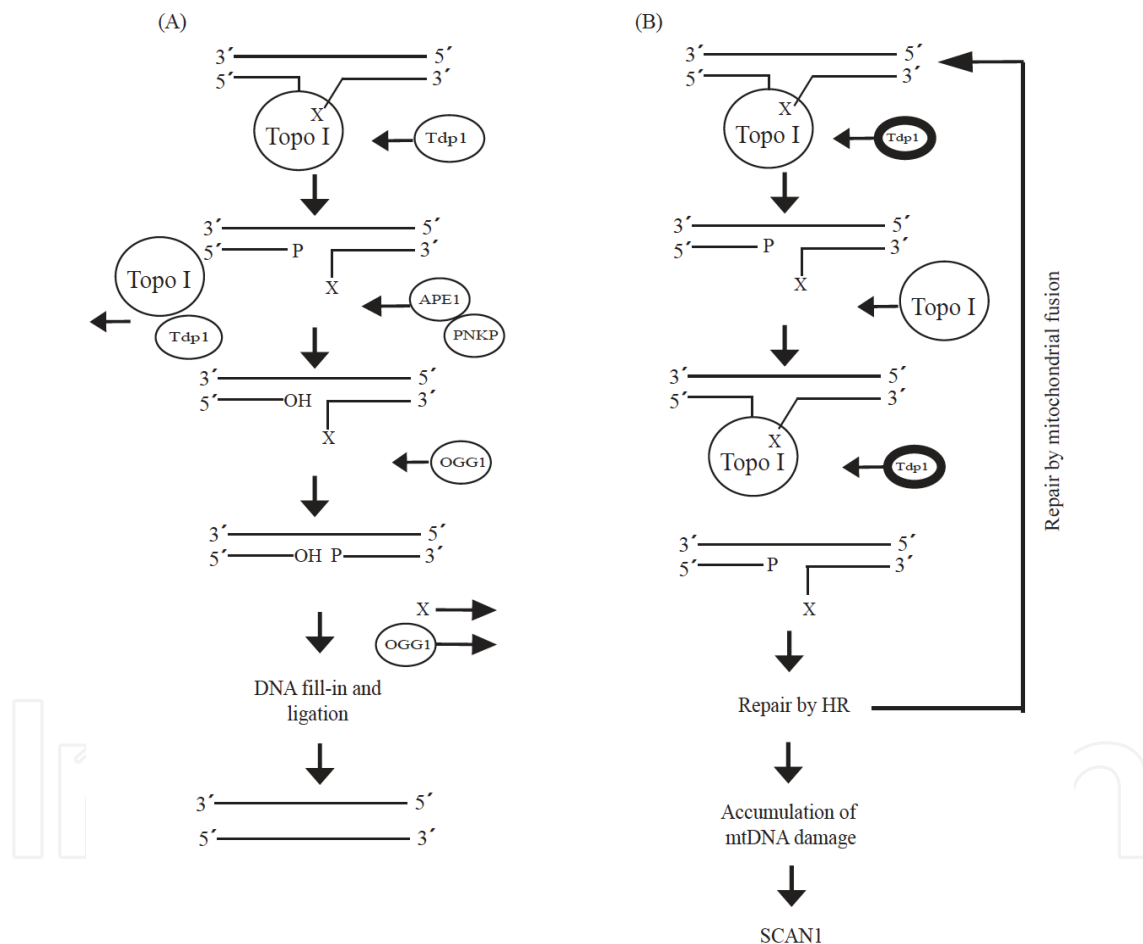 (A)
3´ 5´
5´ 3´
X
Topo I
Tdp1
3´ 5´
5´ P 3´
Topo I
X
APE1
Tdp1
PNKP
3´ 5´
5´ OH 3´
X
OGG1
3´ 5´
5´ OH P 3´
X
OGG1
DNA fill-in and
ligation
3´ 5´
5´ 3´
(B)
3´ 5´
5´ 3´
X
Topo I
Tdp1
3´ 5´
5´ P 3´
X
Topo I
3´ 5´
5´ 3´
X
Topo I
Tdp1
3´ 5´
5´ P 3´
X
Repair by HR
Accumulation of
mtDNA damage
SCAN1
Repair by mitochondrial fusion